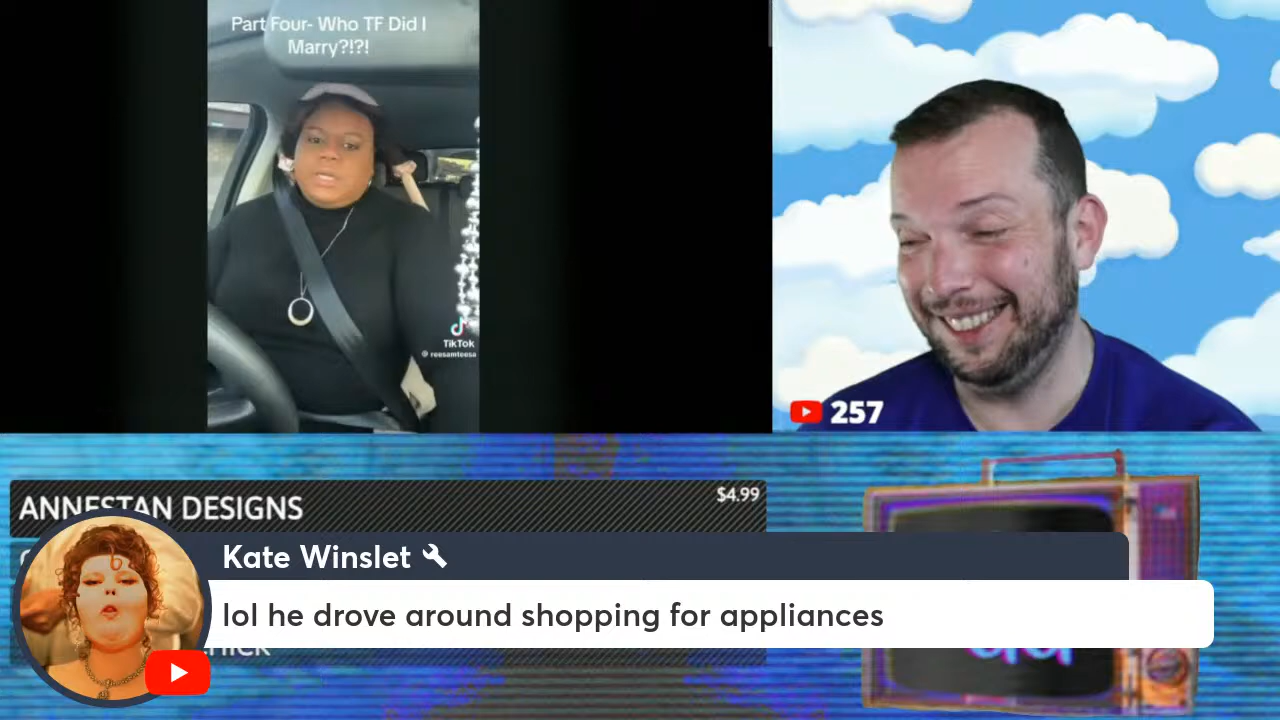 Part Four- Who TF Did I
Marry?!?!
TikTok
@ reesamteesa
257
ANNESTAN DESIGNS
$4.99
Kate Winslet
lol he drove around shopping for appliances